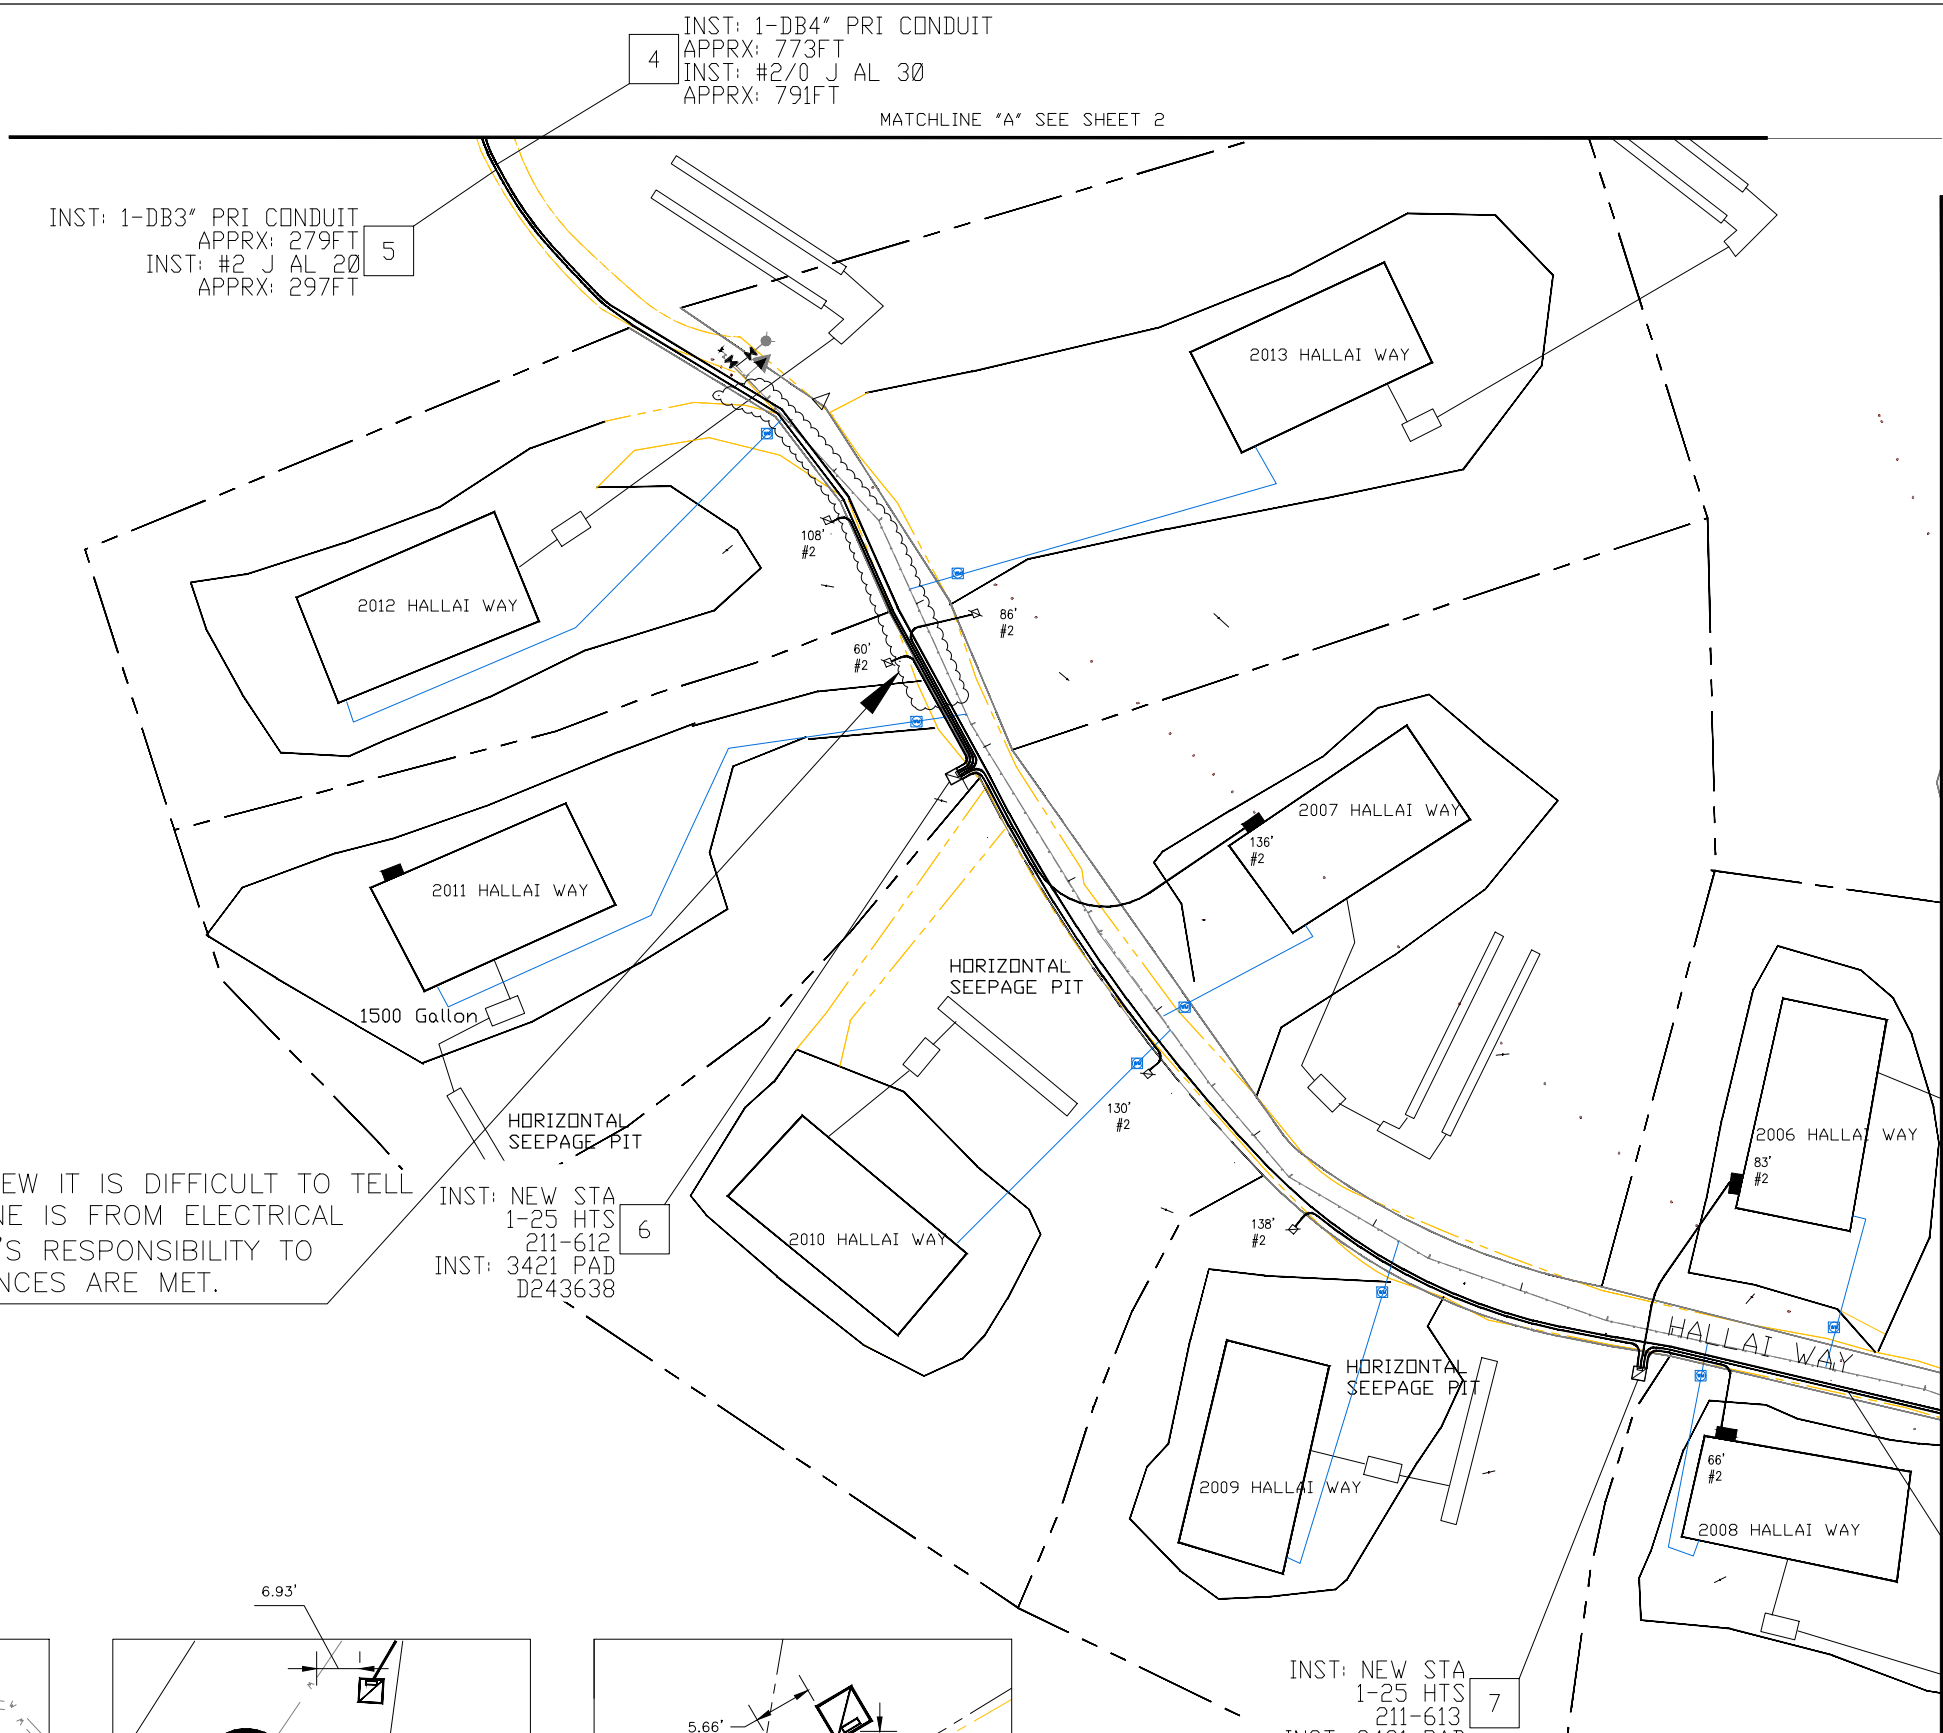 INST: 1-DB4" PRI CONDUIT
APPRX: 773FT
INST: #2/0 J AL 30
APPRX: 791FT
4
MATCHLINE "A" SEE SHEET 2
INST: 1-DB3" PRI CONDUIT
APPRX: 279FT
INST: #2 J AL 20
APPRX: 297FT
5
2013 HALLAI WAY
108'
#2
2012 HALLAI WAY
86'
#2
60'
#2
2007 HALLAI WAY
136'
#2
2011 HALLAI WAY
HORIZONTAL
SEEPAGE PIT
1500 Gallon
HORIZONTAL
SEEPAGE PIT
130'
#2
2006 HALLAI WAY
83'
#2
EW IT IS DIFFICULT TO TELL
NE IS FROM ELECTRICAL
'S RESPONSIBILITY TO
NCES ARE MET.
INST: NEW STA
1-25 HTS
211-612
INST: 3421 PAD
D243638
6
2010 HALLAI WAY
138'
#2
HALLAI WAY
HORIZONTAL
SEEPAGE PIT
2009 HALLAI WAY
66'
#2
2008 HALLAI WAY
6.93'
5.66'
INST: NEW STA
1-25 HTS
211-613
7